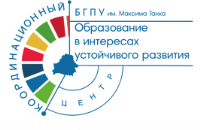 КООРДИНАЦИОННЫЙ
ЦЕНТР
БГПУ им. Максима Танка
Образование
в интересах
устойчивого развития